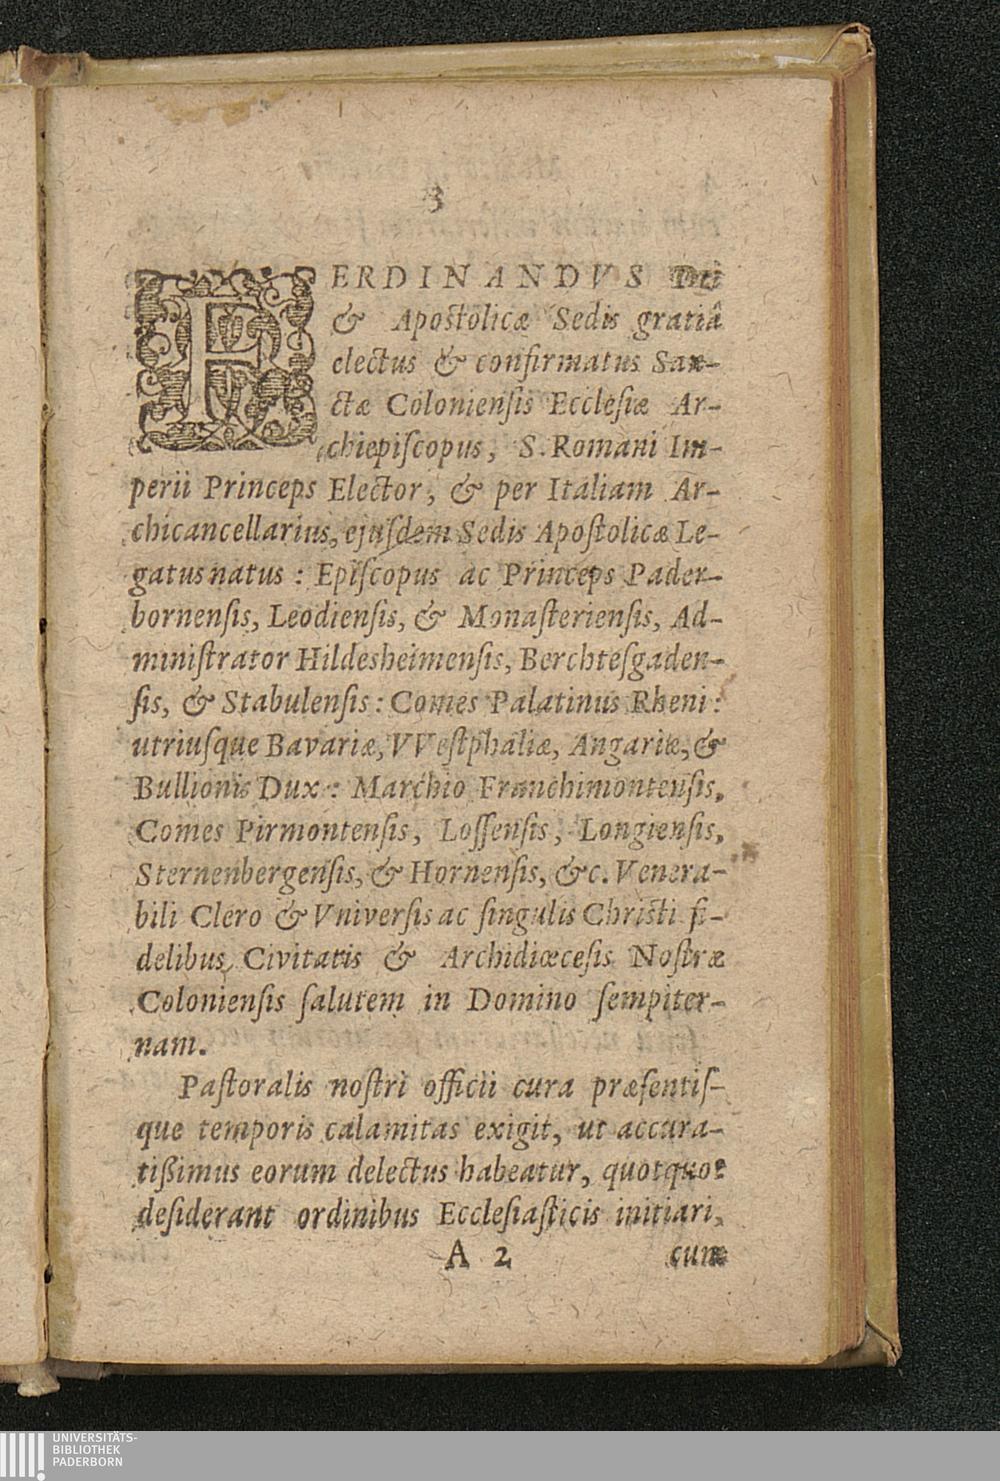 3
FERDINANDVS Dei
& Apostolicæ Sedis gratiâ
electus & confirmatus San-
ctæ Colonienſis Eccleſiæ Ar-
chiepiſcopus, S. Romani Im-
perii Princeps Elector, & per Italiam Ar-
chicancellarius, ejuſdem Sedis Apoſtolicæ Le-
gatus natus : Epiſcopus ac Princeps Pader-
bornenſis, Leodienſis, & Monaſterienſis, Ad-
miniſtrator Hildesheimenſis, Berchteſgaden-
ſis, & Stabulenſis : Comes Palatinus Rheni :
utriuſque Bavariæ, VVeſtphaliæ, Angariæ, &
Bullionis Dux : Marchio Franchimontenſis,
Comes Pirmontenſis, Loſſenſis, Longienſis,
Sternenbergenſis, & Hornenſis, &c. Venera-
bili Clero & Vniverſis ac ſingulis Christi fi-
delibus Civitatis & Archidiœceſis Noſtræ
Colonienſis ſalutem in Domino ſempiter-
nam.
Paſtoralis noſtri officii cura præſentiſ-
que temporis calamitas exigit, ut accura-
tißimus eorum delectus habeatur, quotquot
deſiderant ordinibus Eccleſiaſticis initiari,
A 2 cum
UNIVERSITÄTS-
BIBLIOTHEK
PADERBORN